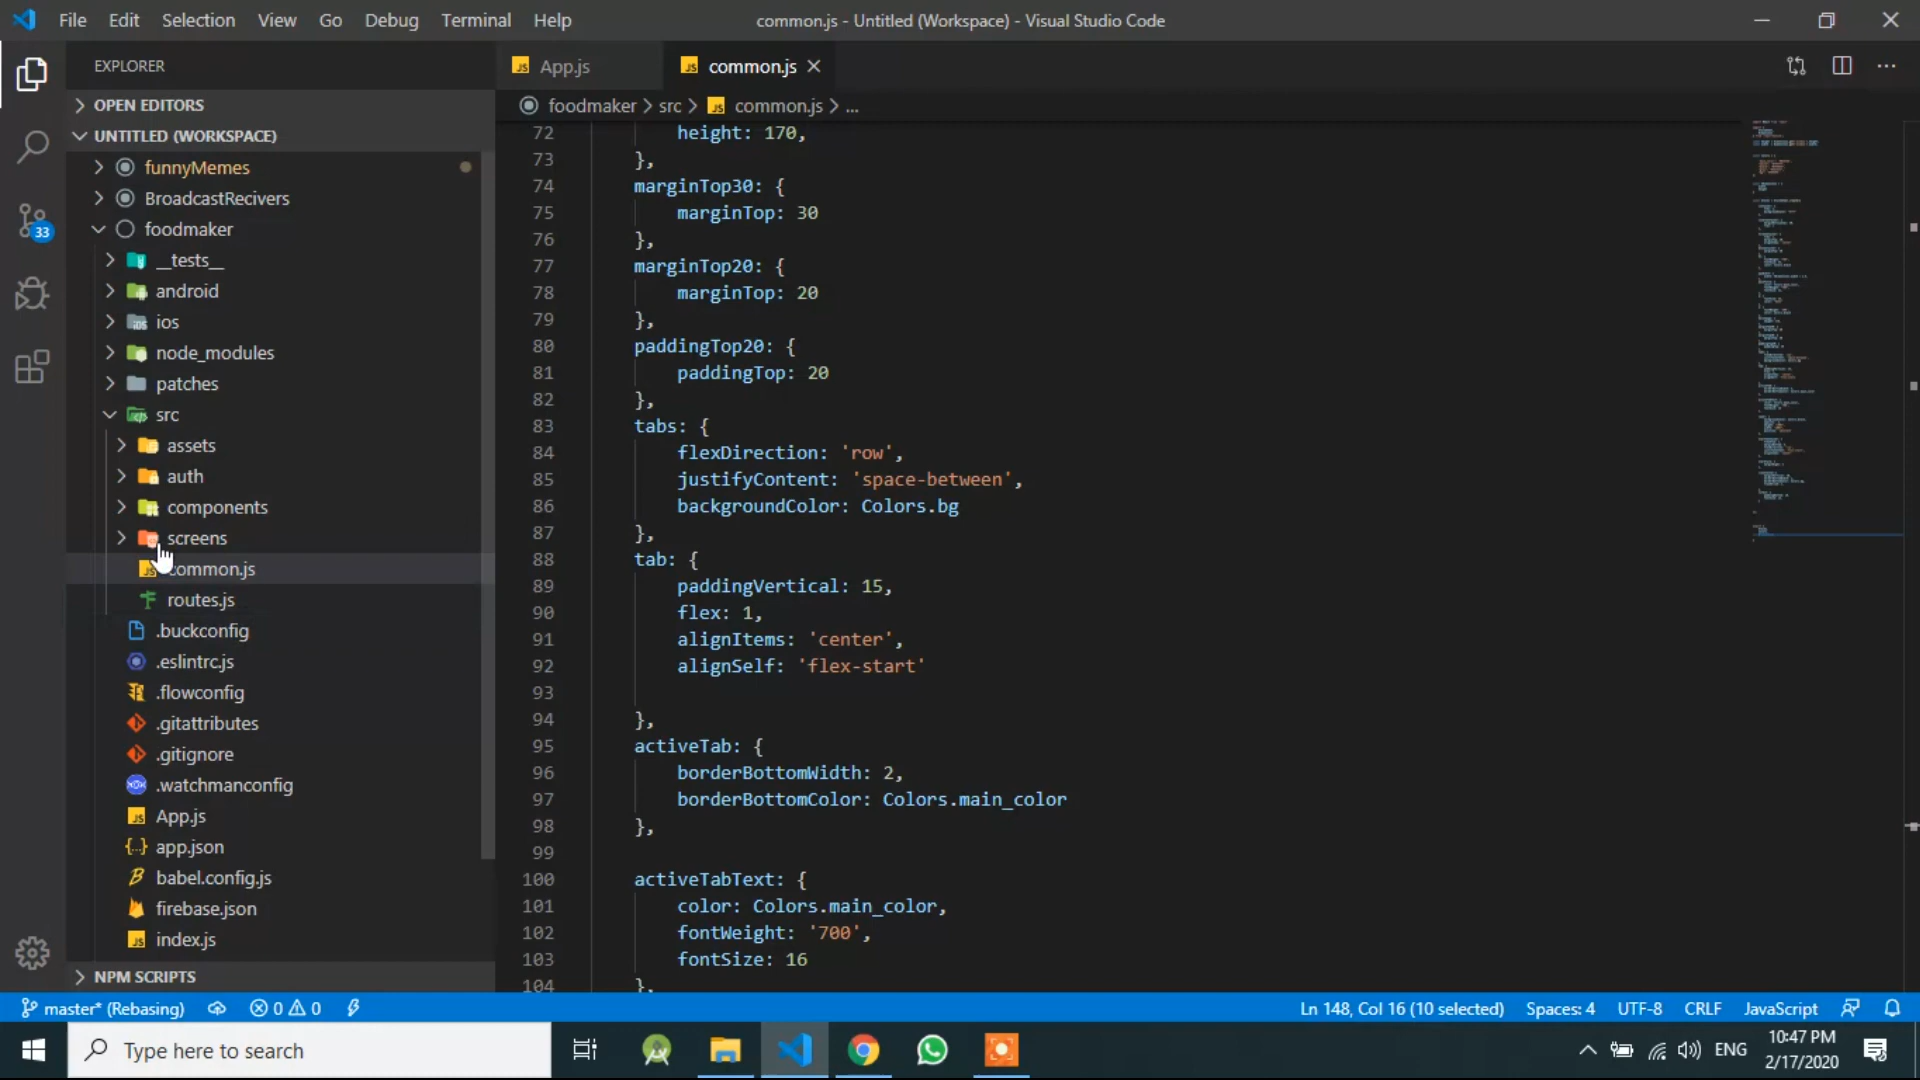 File Edit Selection View Go Debug Terminal Help common.js - Untitled (Workspace) - Visual Studio Code
EXPLORER
OPEN EDITORS
UNTITLED (WORKSPACE)
funnyMemes
BroadcastRecivers
foodmaker
__tests__
android
ios
node_modules
patches
src
assets
auth
components
screens
common.js
routes.js
.buckconfig
.eslintrc.js
.flowconfig
.gitattributes
.gitignore
.watchmanconfig
App.js
app.json
babel.config.js
firebase.json
index.js
NPM SCRIPTS
33
App.js common.js
foodmaker > src > common.js > ...
72 height: 170,
73 },
74 marginTop30: {
75 marginTop: 30
76 },
77 marginTop20: {
78 marginTop: 20
79 },
80 paddingTop20: {
81 paddingTop: 20
82 },
83 tabs: {
84 flexDirection: 'row',
85 justifyContent: 'space-between',
86 backgroundColor: Colors.bg
87 },
88 tab: {
89 paddingVertical: 15,
90 flex: 1,
91 alignItems: 'center',
92 alignSelf: 'flex-start'
93
94 },
95 activeTab: {
96 borderBottomWidth: 2,
97 borderBottomColor: Colors.main_color
98 },
99
100 activeTabText: {
101 color: Colors.main_color,
102 fontWeight: '700',
103 fontSize: 16
104 },
master* (Rebasing) 0 0 Ln 148, Col 16 (10 selected) Spaces: 4 UTF-8 CRLF JavaScript
Type here to search
ENG
10:47 PM
2/17/2020